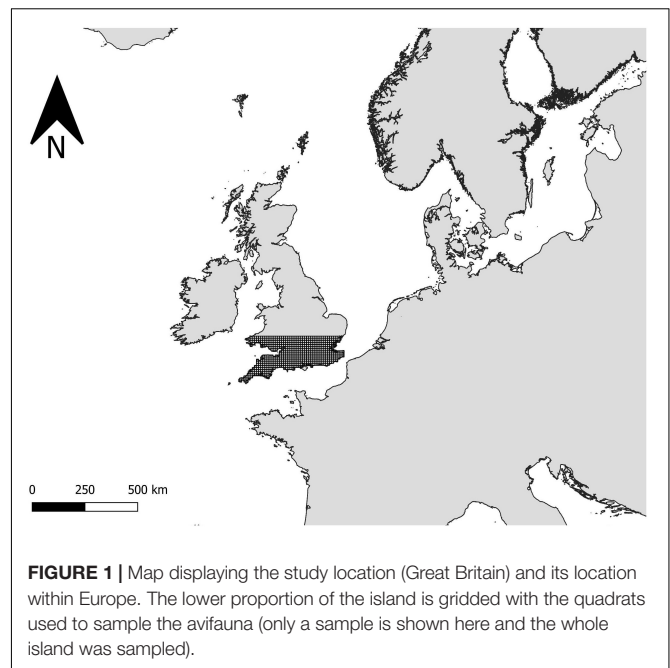 N
0 250 500 km
FIGURE 1 | Map displaying the study location (Great Britain) and its location
within Europe. The lower proportion of the island is gridded with the quadrats
used to sample the avifauna (only a sample is shown here and the whole
island was sampled).